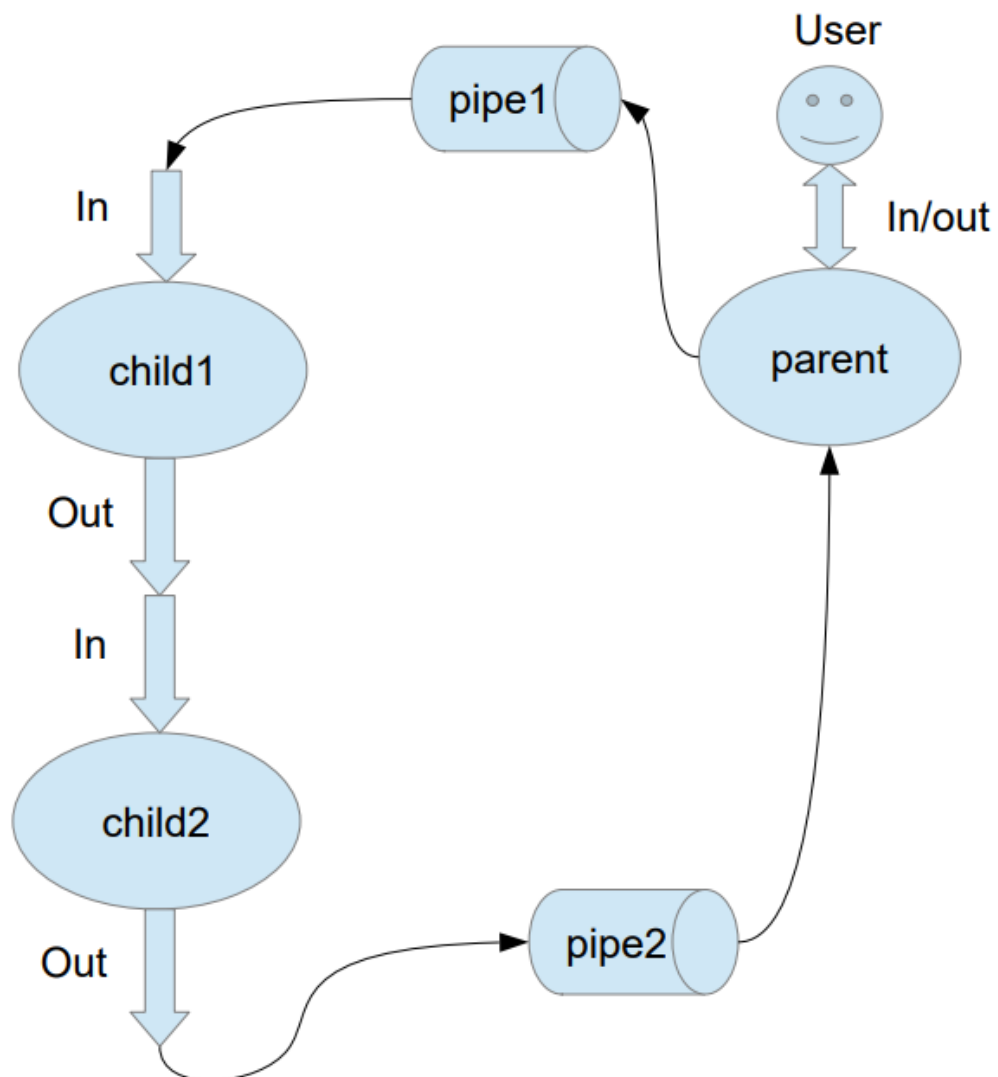 User
pipe1
In
In/out
child1
parent
Out
In
child2
Out
pipe2